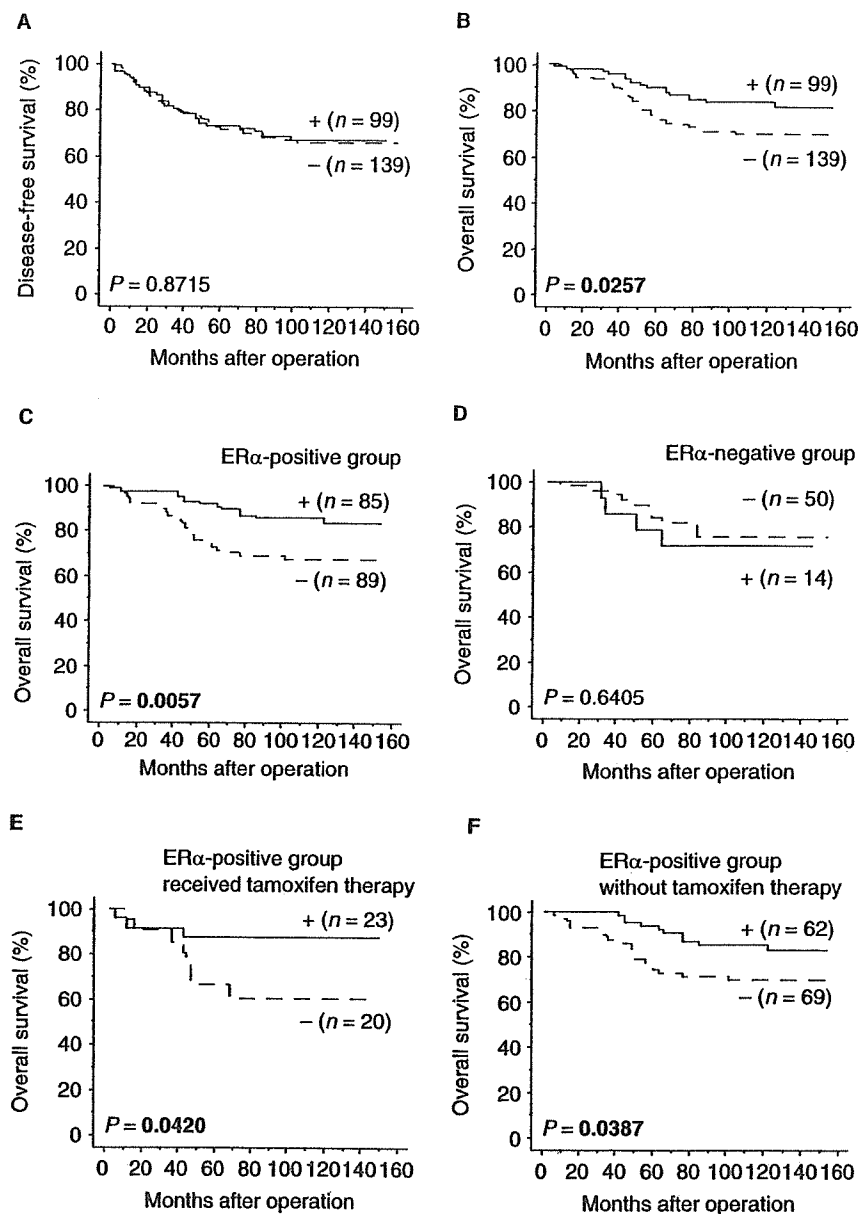 A
Disease-free survival (%)
100
80
60
40
20
0
+ (n = 99)
− (n = 139)
P = 0.8715
0 20 40 60 80 100 120 140 160
Months after operation
B
Overall survival (%)
100
80
60
40
20
0
+ (n = 99)
− (n = 139)
P = 0.0257
0 20 40 60 80 100 120 140 160
Months after operation
C
ERα-positive group
Overall survival (%)
100
80
60
40
20
0
+ (n = 85)
− (n = 89)
P = 0.0057
0 20 40 60 80 100 120 140 160
Months after operation
D
ERα-negative group
Overall survival (%)
100
80
60
40
20
0
− (n = 50)
+ (n = 14)
P = 0.6405
0 20 40 60 80 100 120 140 160
Months after operation
E
ERα-positive group
received tamoxifen therapy
Overall survival (%)
100
80
60
40
20
0
+ (n = 23)
− (n = 20)
P = 0.0420
0 20 40 60 80 100 120 140 160
Months after operation
F
ERα-positive group
without tamoxifen therapy
Overall survival (%)
100
80
60
40
20
0
+ (n = 62)
− (n = 69)
P = 0.0387
0 20 40 60 80 100 120 140 160
Months after operation